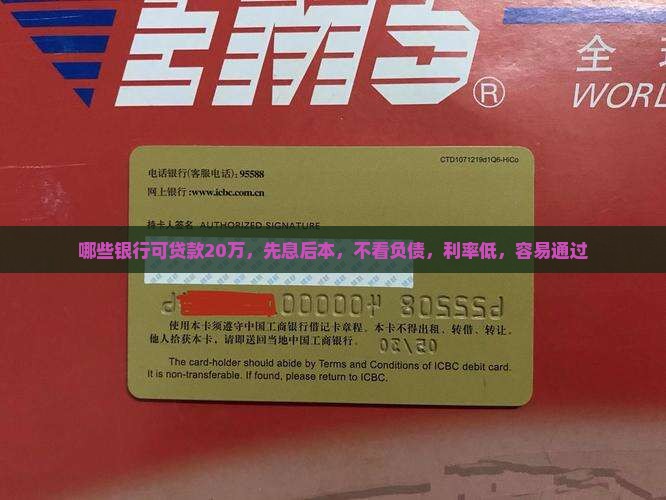 EMS®
全
WORL
CTD1071219d1Q6-HiCo
电话银行(客服电话):95588
网上银行:www.icbc.com.cn
持卡人签名 AUTHORIZED SIGNATURE
哪些银行可贷款20万，先息后本，不看负债，利率低，容易通过
使用本卡须遵守中国工商银行借记卡章程。本卡不得出租、转借、转让。
他人拾获本卡，请即送回当地中国工商银行。
05/20
The card-holder should abide by Terms and Conditions of ICBC debit card.
It is non-transferable. If found, please return to ICBC.